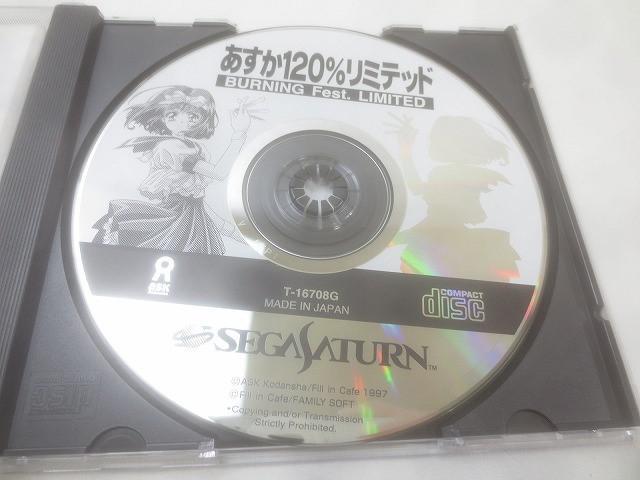 あすか120%リミテッド
BURNING Fest. LIMITED
ASK
T-16708G
MADE IN JAPAN
COMPACT
disc
SEGA SATURN™
©ASK Kodansha/Fill in Cafe 1997
©Fill in Cafe/FAMILY SOFT
•Copying and/or Transmission
Strictly Prohibited.